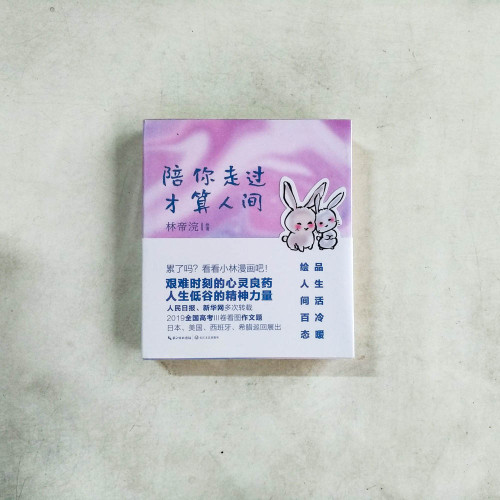 陪你走过
才算人间
林帝浣
累了吗？看看小林漫画吧！
艰难时刻的心灵良药
人生低谷的精神力量
人民日报、新华网多次转载
2019全国高考III卷看图作文题
日本、美国、西班牙、希腊巡回展出
品生活冷暖
绘人间百态